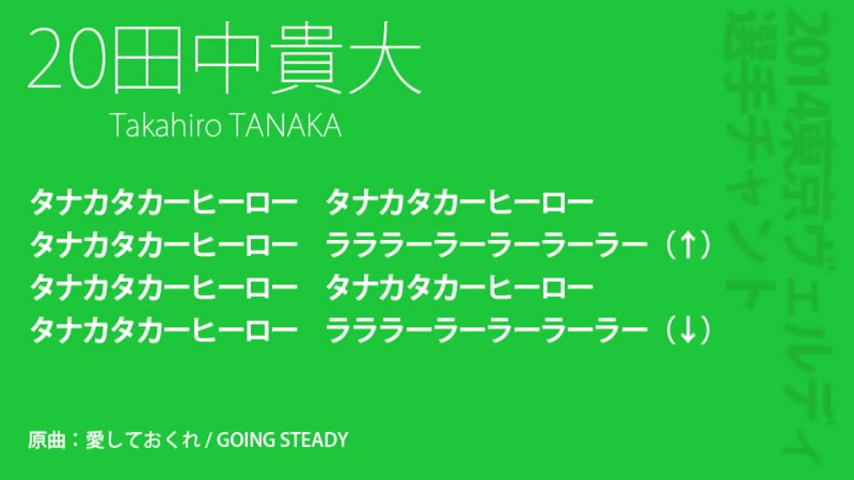 20田中貴大
Takahiro TANAKA
タナカタカーヒーロー　タナカタカーヒーロー
タナカタカーヒーロー　ラララーラーラーラーラー（↑）
タナカタカーヒーロー　タナカタカーヒーロー
タナカタカーヒーロー　ラララーラーラーラーラー（↓）
原曲：愛しておくれ / GOING STEADY
2014東京ヴェルディ
選手チャント